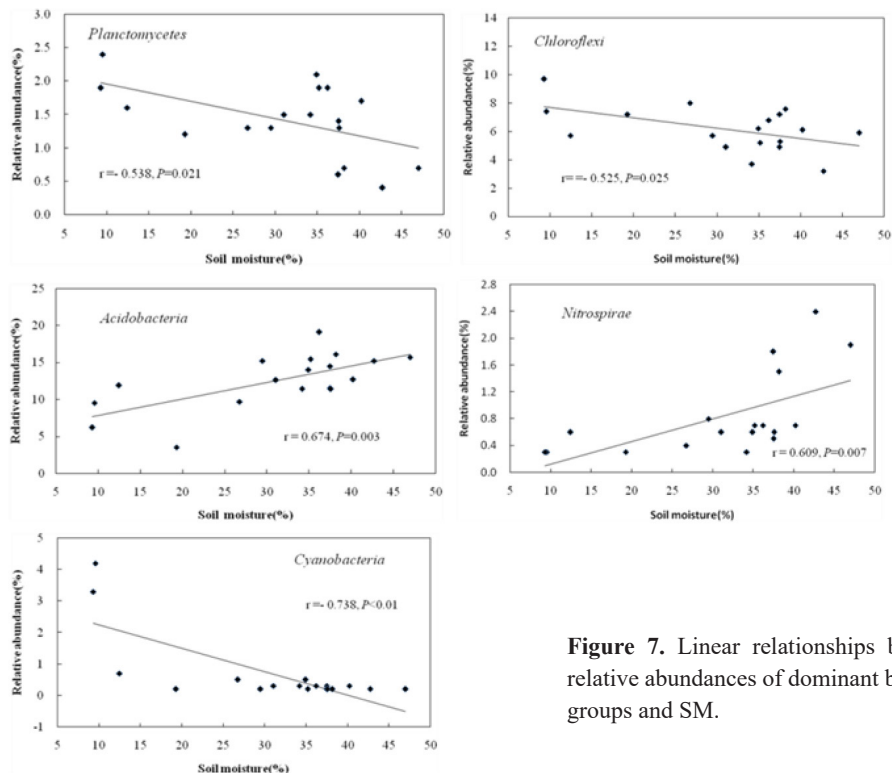 Planctomycetes
Relative abundance(%)
3.0
2.5
2.0
1.5
1.0
0.5
0.0
r =- 0.538, P=0.021
5 10 15 20 25 30 35 40 45 50
Soil moisture(%)
Chloroflexi
Relative abundance(%)
14
12
10
8
6
4
2
0
r==- 0.525, P=0.025
5 10 15 20 25 30 35 40 45 50
Soil moisture(%)
Acidobacteria
Relative abundance(%)
25
20
15
10
5
0
r = 0.674, P=0.003
5 10 15 20 25 30 35 40 45 50
Soil moisture(%)
Nitrospirae
Relative abundance(%)
2.8
2.4
2.0
1.6
1.2
0.8
0.4
0.0
r = 0.609, P=0.007
5 10 15 20 25 30 35 40 45 50
Soil moisture(%)
Cyanobacteria
Relative abundance(%)
5
4
3
2
1
0
-1
r =- 0.738, P<0.01
5 10 15 20 25 30 35 40 45 50
Soil moisture(%)
Figure 7. Linear relationships b
relative abundances of dominant b
groups and SM.